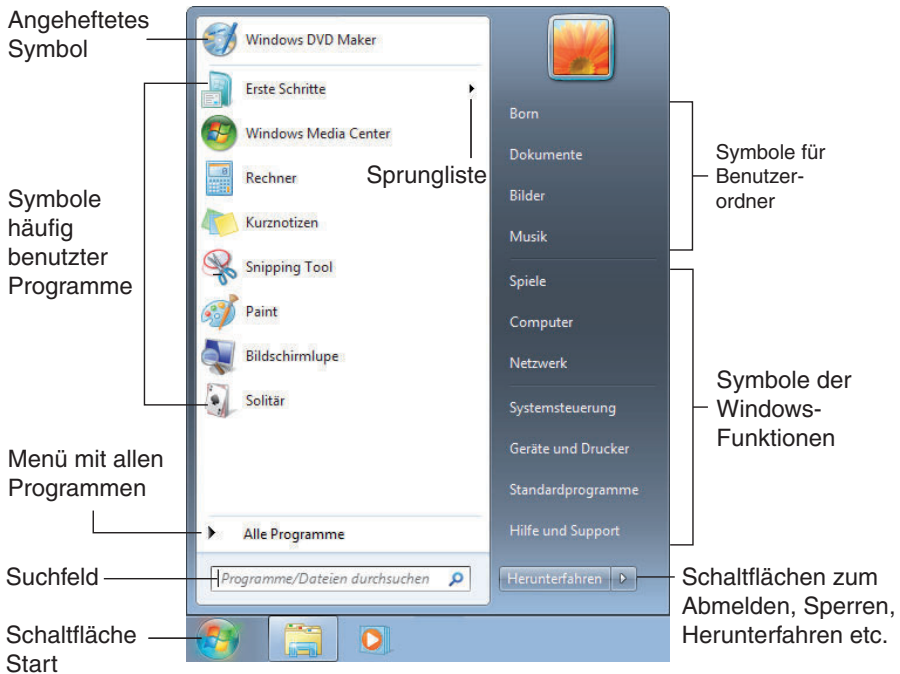 Angeheftetes
Symbol
Symbole
häufig
benutzter
Programme
Menü mit allen
Programmen
Suchfeld
Schaltfläche
Start
Windows DVD Maker
Erste Schritte
Windows Media Center
Rechner
Sprungliste
Kurznotizen
Snipping Tool
Paint
Bildschirmlupe
Solitär
Alle Programme
Programme/Dateien durchsuchen
Born
Dokumente
Bilder
Musik
Spiele
Computer
Netzwerk
Systemsteuerung
Geräte und Drucker
Standardprogramme
Hilfe und Support
Herunterfahren
Symbole für
Benutzer-
ordner
Symbole der
Windows-
Funktionen
Schaltflächen zum
Abmelden, Sperren,
Herunterfahren etc.